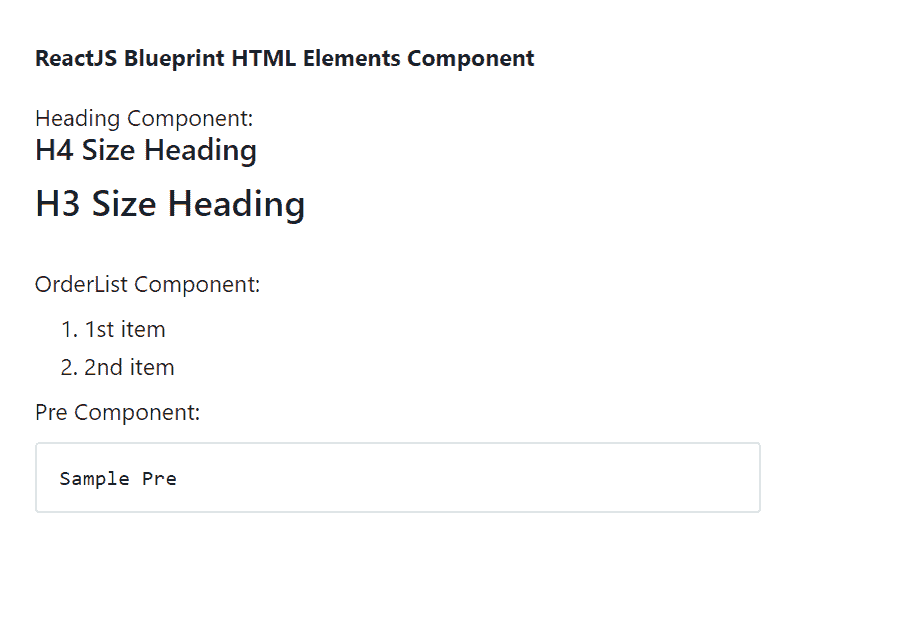 ReactJS Blueprint HTML Elements Component
Heading Component:
H4 Size Heading
H3 Size Heading
OrderList Component:
1. 1st item
2. 2nd item
Pre Component:
Sample Pre